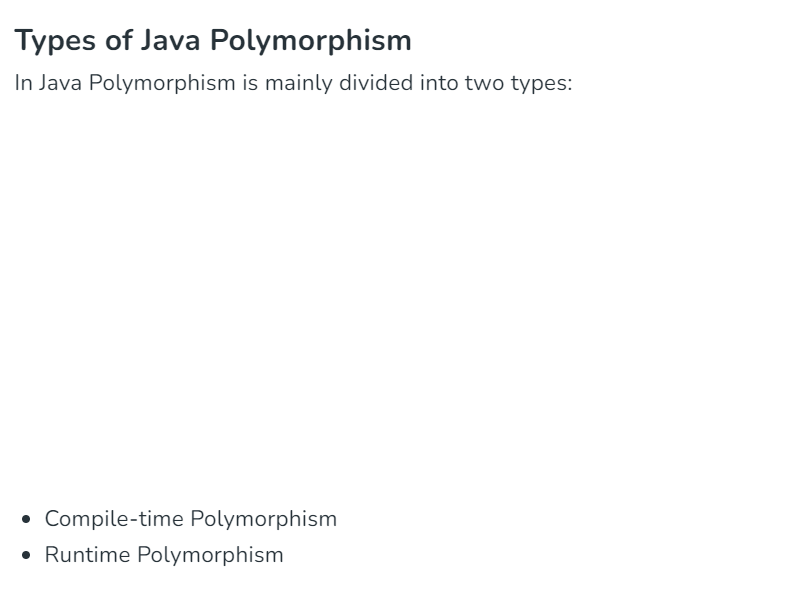 Types of Java Polymorphism
In Java Polymorphism is mainly divided into two types:
• Compile-time Polymorphism
• Runtime Polymorphism